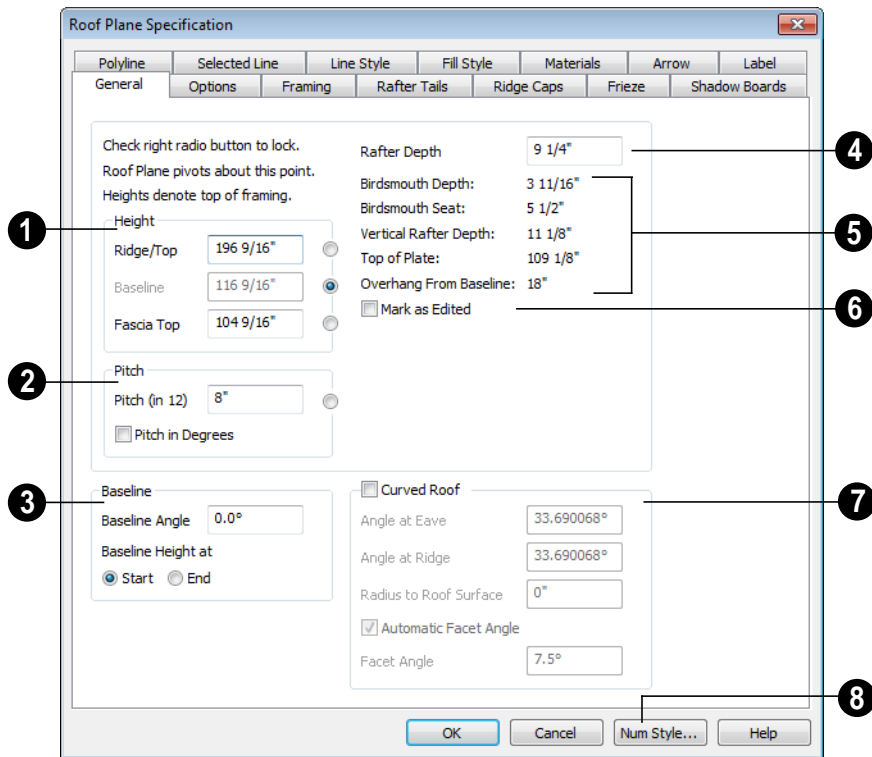 Roof Plane Specification
Polyline Selected Line Line Style Fill Style Materials Arrow Label
General Options Framing Rafter Tails Ridge Caps Frieze Shadow Boards
Check right radio button to lock.
Roof Plane pivots about this point.
Heights denote top of framing.
1
Height
Ridge/Top 196 9/16"
Baseline 116 9/16"
Fascia Top 104 9/16"
2
Pitch
Pitch (in 12) 8"
Pitch in Degrees
Rafter Depth 9 1/4"
4
Birdsmouth Depth: 3 11/16"
Birdsmouth Seat: 5 1/2"
Vertical Rafter Depth: 11 1/8"
5
Top of Plate: 109 1/8"
Overhang From Baseline: 18"
Mark as Edited
6
3
Baseline
Baseline Angle 0.0°
Baseline Height at
Start End
Curved Roof
7
Angle at Eave 33.690068°
Angle at Ridge 33.690068°
Radius to Roof Surface 0"
Automatic Facet Angle
Facet Angle 7.5°
8
OK Cancel Num Style... Help